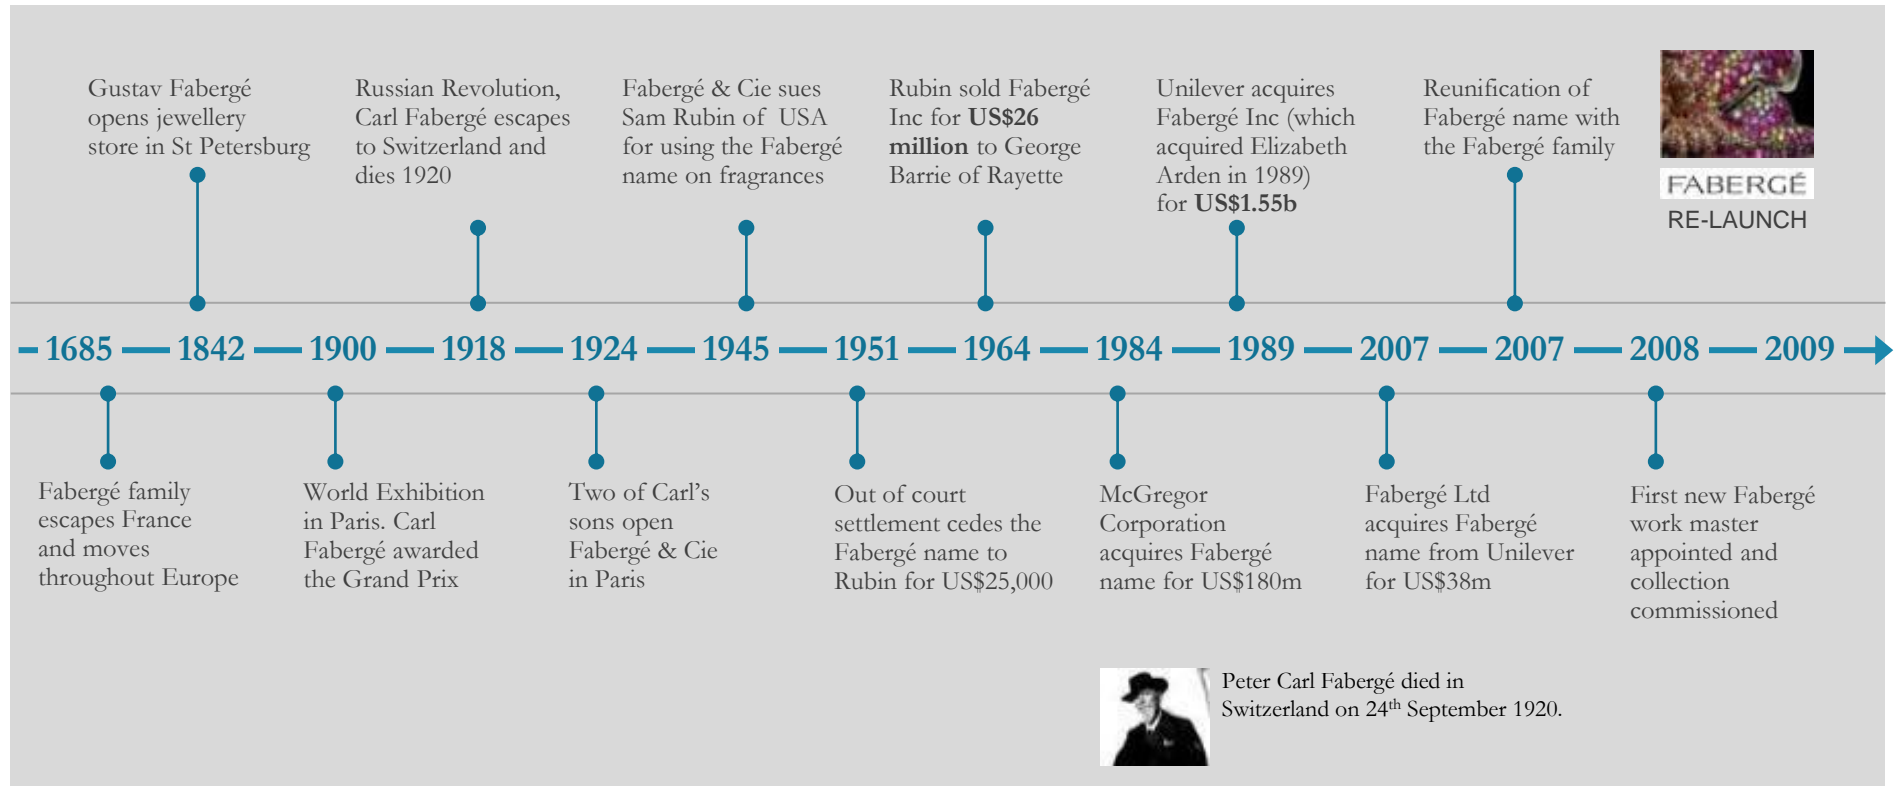 Gustav Fabergé
opens jewellery
store in St Petersburg
Russian Revolution,
Carl Fabergé escapes
to Switzerland and
dies 1920
Fabergé & Cie sues
Sam Rubin of USA
for using the Fabergé
name on fragrances
Rubin sold Fabergé
Inc for US$26
million to George
Barrie of Rayette
Unilever acquires
Fabergé Inc (which
acquired Elizabeth
Arden in 1989)
for US$1.55b
Reunification of
Fabergé name with
the Fabergé family
FABERGÉ
RE-LAUNCH
1685 1842 1900 1918 1924 1945 1951 1964 1984 1989 2007 2007 2008 2009
Fabergé family
escapes France
and moves
throughout Europe
World Exhibition
in Paris. Carl
Fabergé awarded
the Grand Prix
Two of Carl's
sons open
Fabergé & Cie
in Paris
Out of court
settlement cedes the
Fabergé name to
Rubin for US$25,000
McGregor
Corporation
acquires Fabergé
name for US$180m
Fabergé Ltd
acquires Fabergé
name from Unilever
for US$38m
First new Fabergé
work master
appointed and
collection
commissioned
Peter Carl Fabergé died in
Switzerland on 24th September 1920.